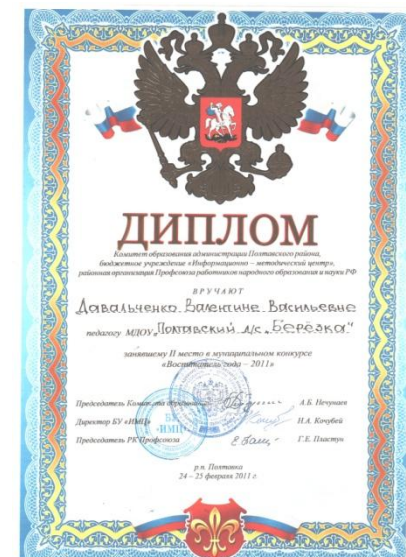 ДИПЛОМ
Комитет образования администрации Полтавского района,
бюджетное учреждение «Информационно – методический центр»,
районная организация Профсоюза работников народного образования и науки РФ
ВРУЧАЮТ
Давальченко Валентине Васильевне
педагогу МДОУ „Полтавский д/с „Берёзка"
занявшему II место в муниципальном конкурсе
«Воспитатель года – 2011»
Председатель Комитета образования А.Б. Нечунаев
Директор БУ «ИМЦ» Н.А. Кочубей
Председатель РК Профсоюза Г.Е. Пластун
«ИМЦ»
р.п. Полтавка
24 – 25 февраля 2011 г.